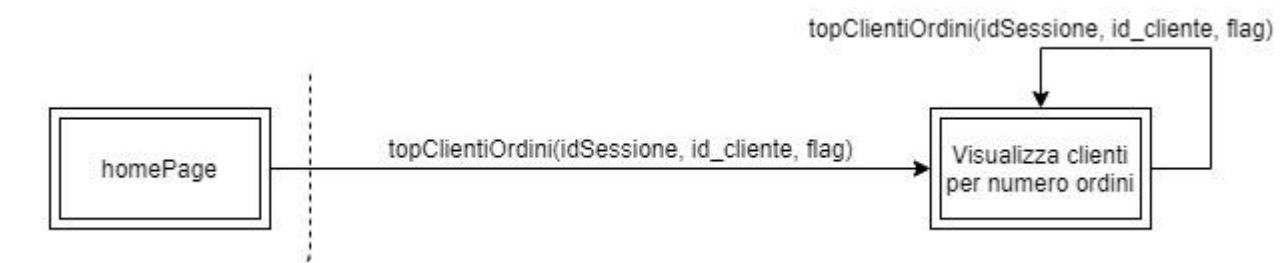 topClientiOrdini(idSessione, id_cliente, flag)
homePage
topClientiOrdini(idSessione, id_cliente, flag)
Visualizza clienti
per numero ordini